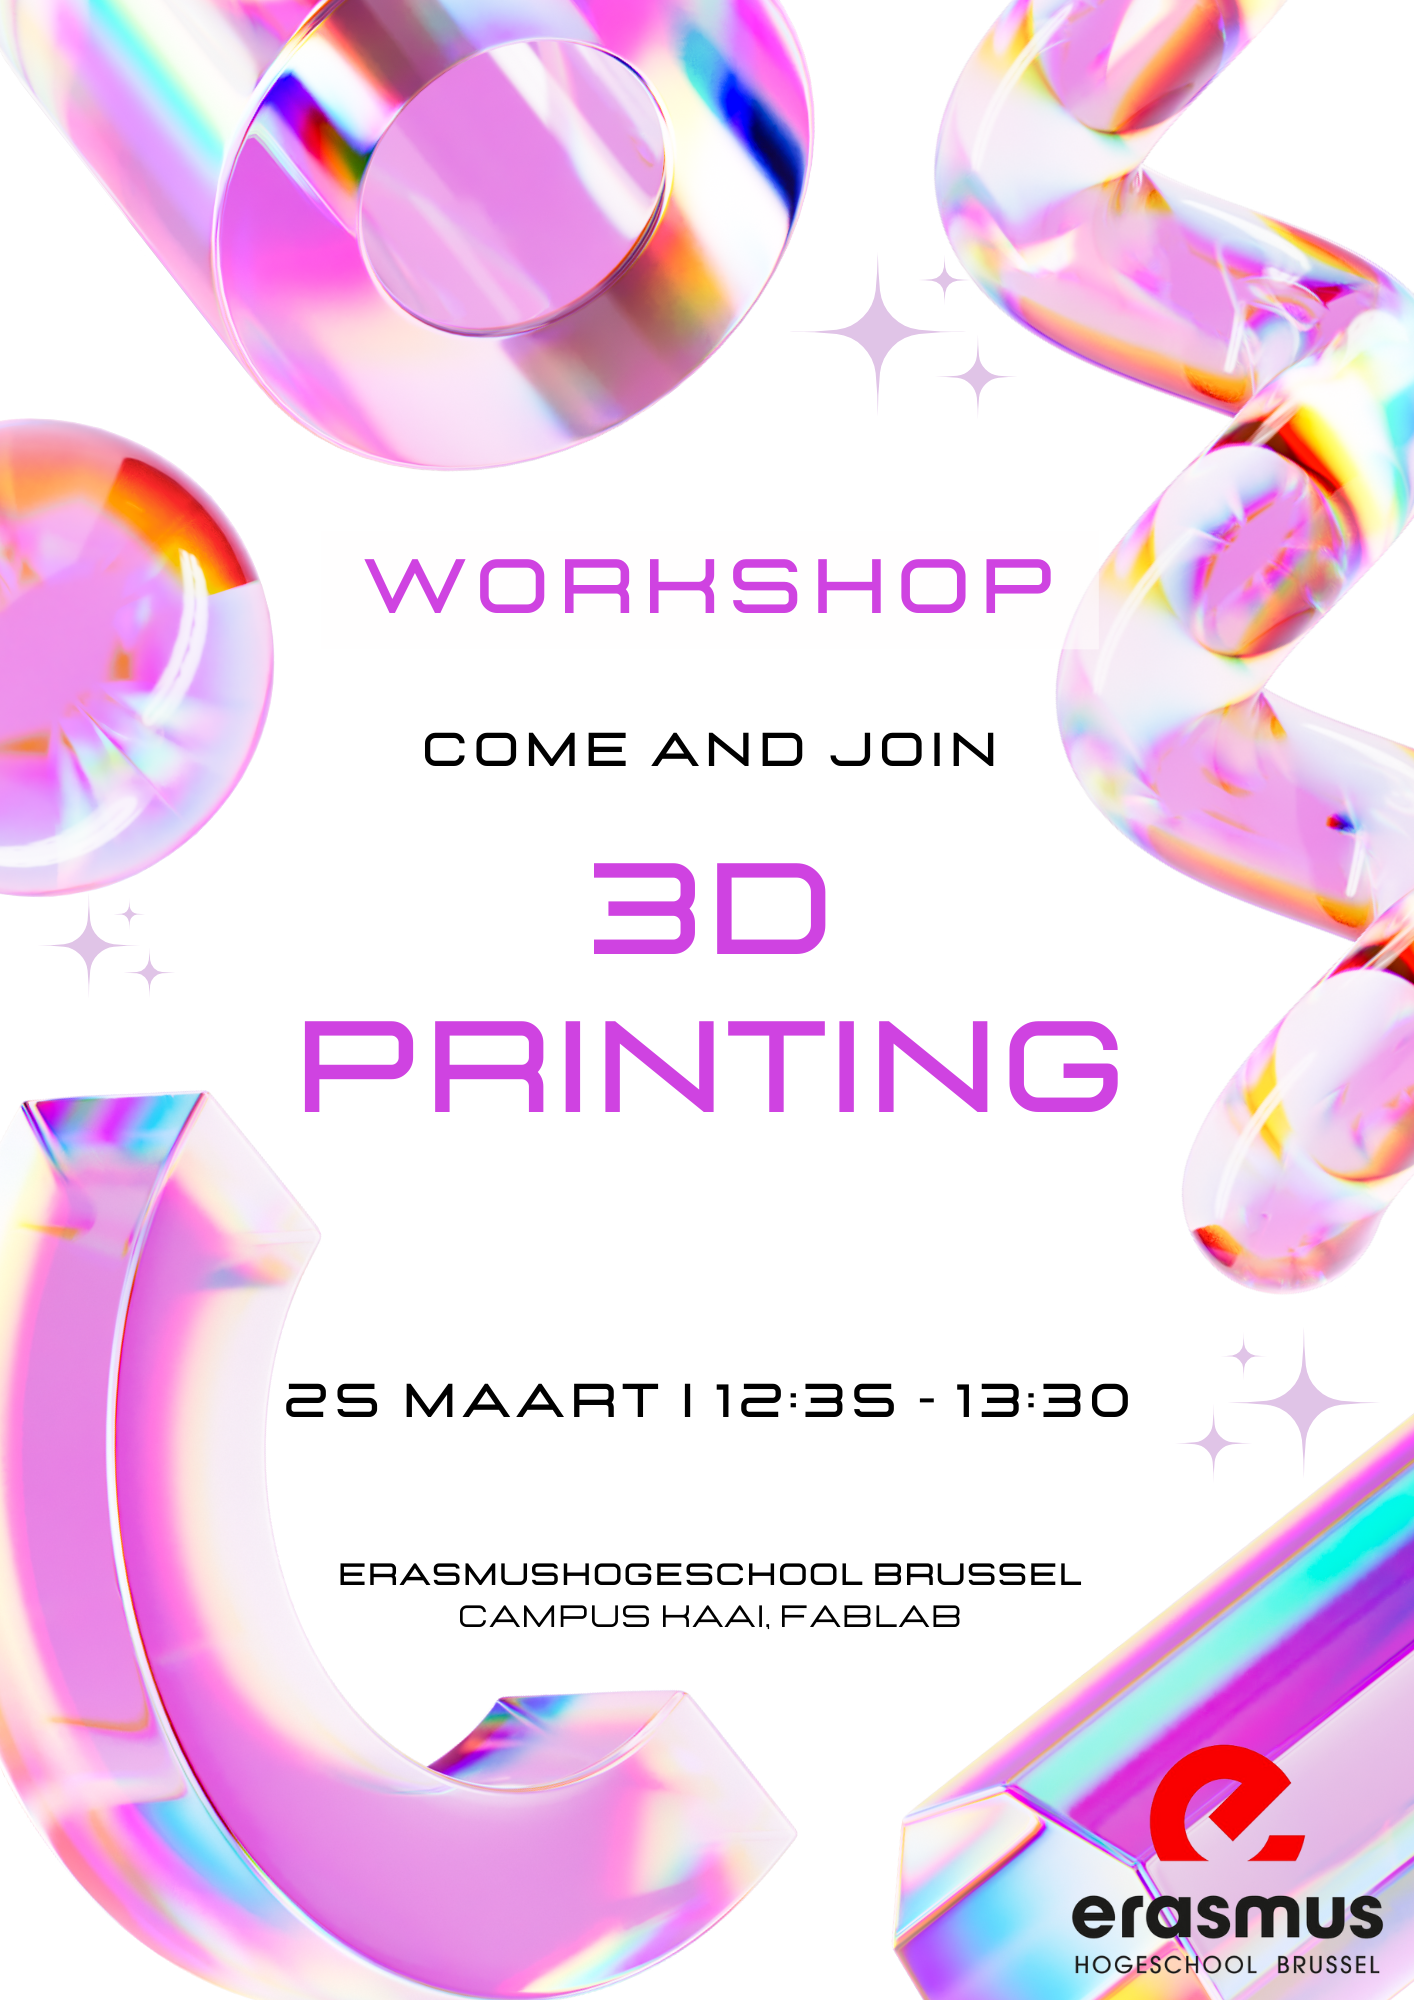 WORKSHOP
COME AND JOIN
3D
PRINTING
25 MAART | 12:35 - 13:30
ERASMUSHOGESCHOOL BRUSSEL
CAMPUS KAAI, FABLAB
e
erasmus
HOGESCHOOL BRUSSEL